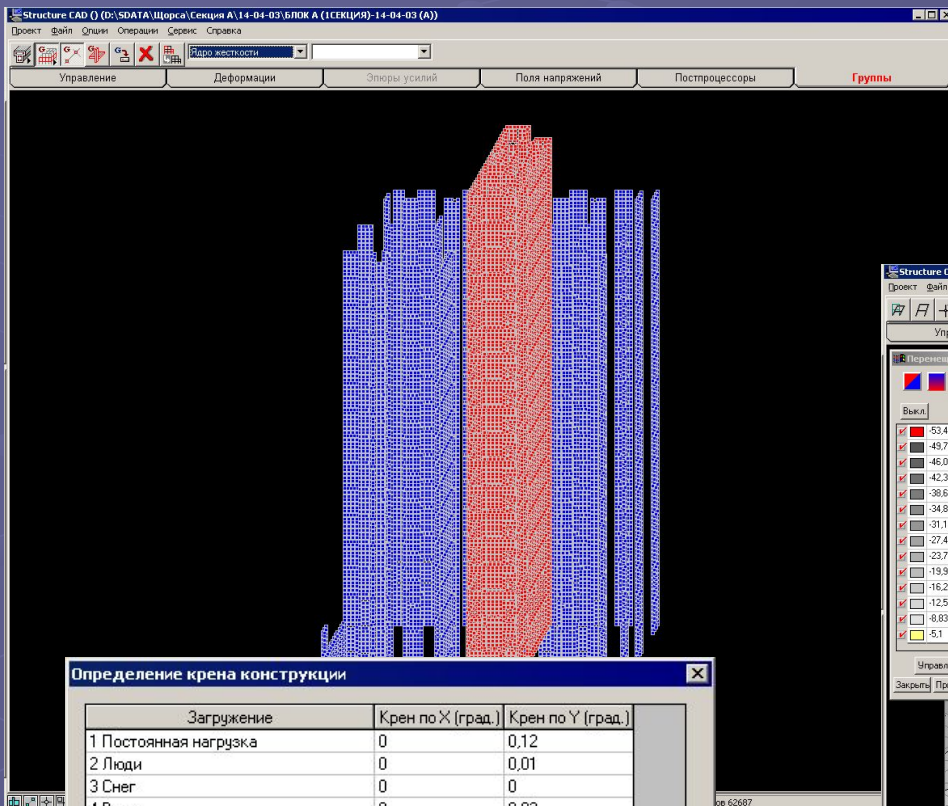 Structure CAD () (D:\SDATA\Щорса\Секция А\14-04-03\БЛОК А (1СЕКЦИЯ)-14-04-03 (А))
Проект Файл Опции Операции Сервис Справка
Ядро жесткости
Управление Деформации Эпюры усилий Поля напряжений Постпроцессоры Группы
Structure C
Проект Файл
Упр
Перемещ
Выкл.
-53,4
-49,7
-46,0
-42,3
-38,6
-34,8
-31,1
-27,4
-23,7
-19,9
-16,2
-12,5
-8,83
-5,1
Управл
Закрыть Пр
Определение крена конструкции
Загружение Крен по X (град.) Крен по Y (град.)
1 Постоянная нагрузка 0 0,12
2 Люди 0 0,01
3 Снег 0 0
ов 62687